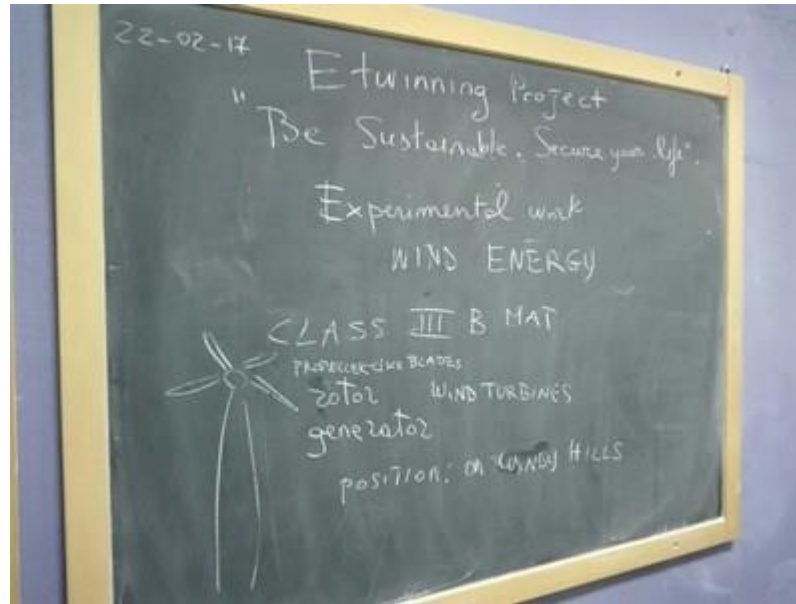 22-02-17
Etwinning Project
"Be Sustainable. Secure your life".
Experimental work
WIND ENERGY
CLASS III B MAT
PROPELLER-LIKE BLADES
rotor WIND TURBINES
generator
POSITION: ON WINDY HILLS